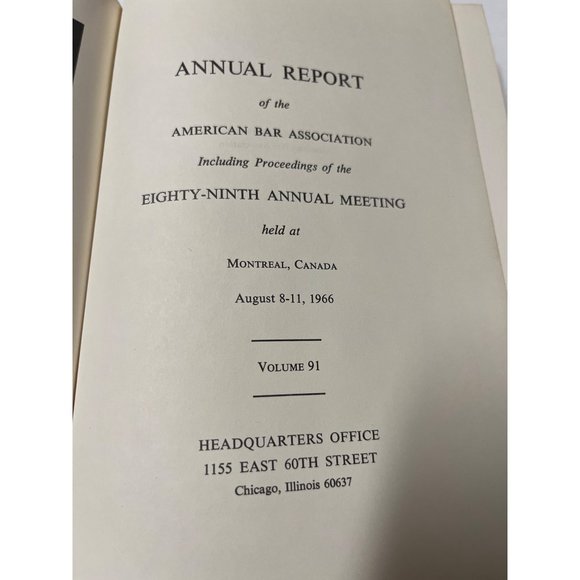 ANNUAL REPORT
of the
AMERICAN BAR ASSOCIATION
Including Proceedings of the
EIGHTY-NINTH ANNUAL MEETING
held at
MONTREAL, CANADA
August 8-11, 1966
VOLUME 91
HEADQUARTERS OFFICE
1155 EAST 60TH STREET
Chicago, Illinois 60637